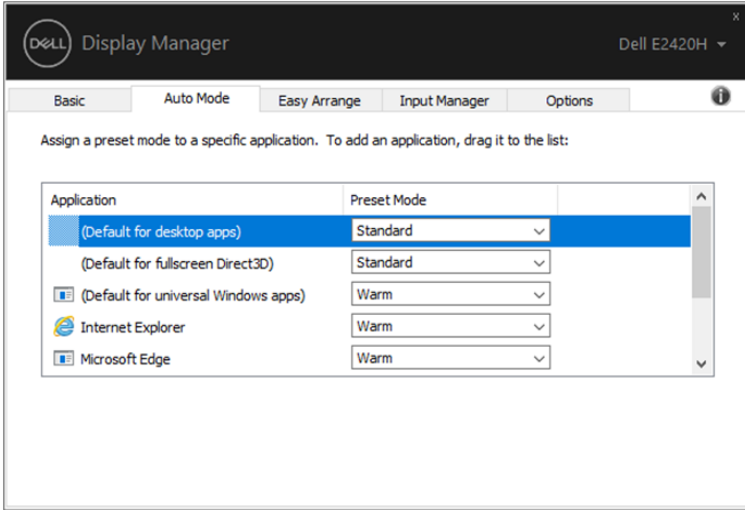 x
DELL Display Manager Dell E2420H
Basic Auto Mode Easy Arrange Input Manager Options i
Assign a preset mode to a specific application. To add an application, drag it to the list:
Application Preset Mode
(Default for desktop apps) Standard
(Default for fullscreen Direct3D) Standard
(Default for universal Windows apps) Warm
Internet Explorer Warm
Microsoft Edge Warm